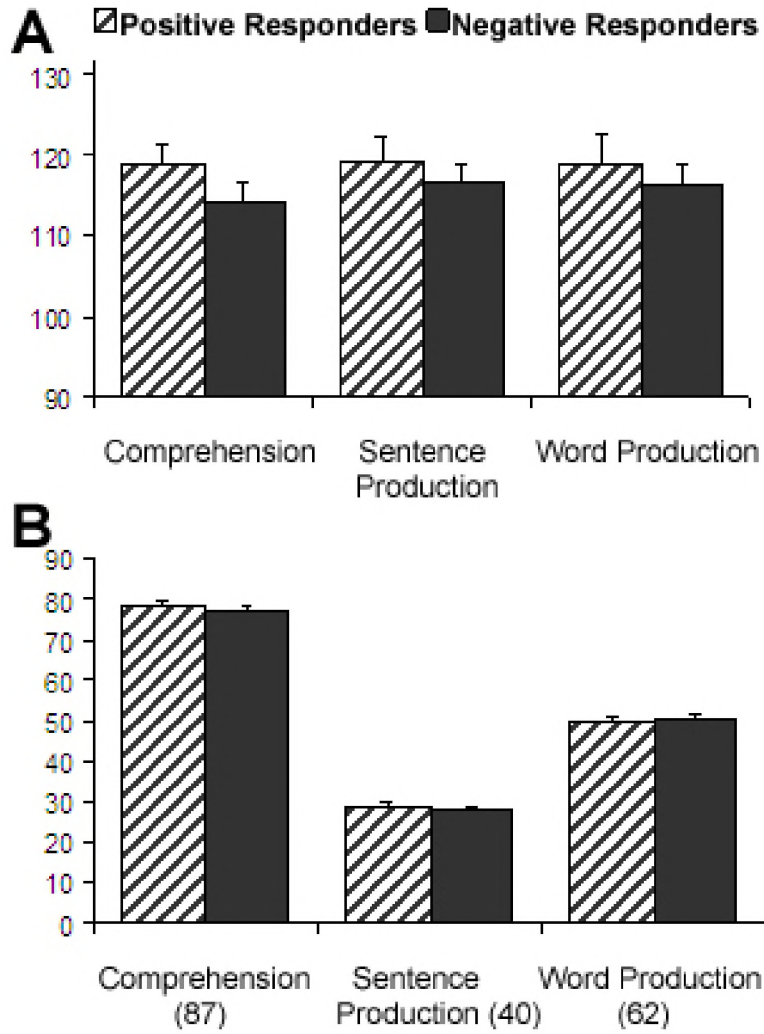 A
Positive Responders Negative Responders
130
120
110
100
90
Comprehension Sentence Word Production
Production
B
90
80
70
60
50
40
30
20
10
0
Comprehension Sentence Word Production
(87) Production (40) (62)